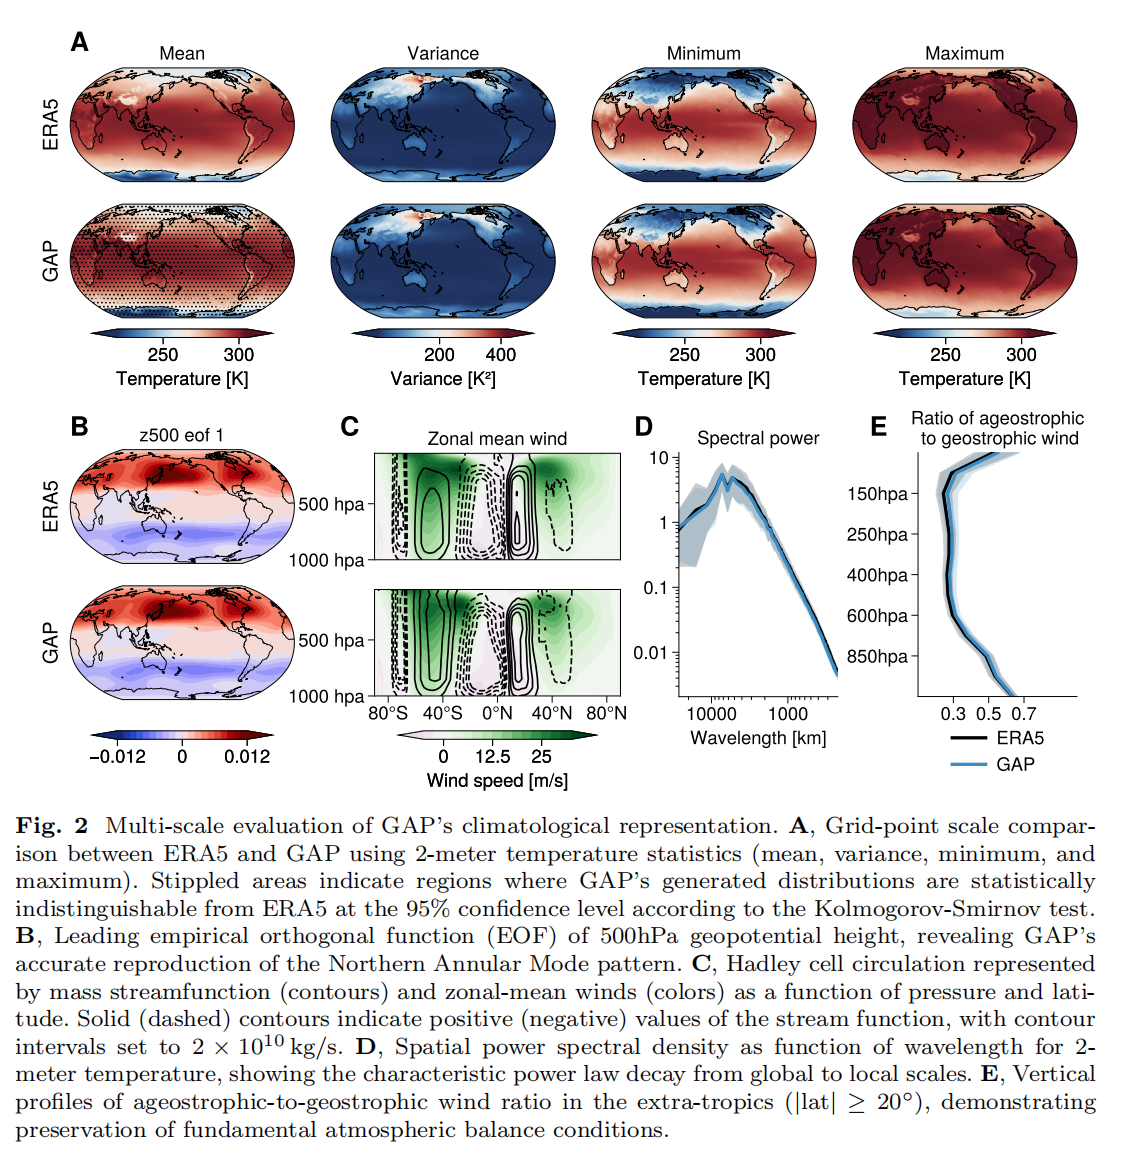 A
Mean Variance Minimum Maximum
ERA5
GAP
250 300 200 400 250 300 250 300
Temperature [K] Variance [K²] Temperature [K] Temperature [K]
B
z500 eof 1
ERA5
GAP
−0.012 0 0.012
C
Zonal mean wind
500 hpa
1000 hpa
500 hpa
1000 hpa
80°S 40°S 0°N 40°N 80°N
0 12.5 25
Wind speed [m/s]
D
Spectral power
10
1
0.1
0.01
10000 1000
Wavelength [km]
E
Ratio of ageostrophic
to geostrophic wind
150hpa
250hpa
400hpa
600hpa
850hpa
0.3 0.5 0.7
ERA5
GAP
Fig. 2 Multi-scale evaluation of GAP's climatological representation. A, Grid-point scale compar-
ison between ERA5 and GAP using 2-meter temperature statistics (mean, variance, minimum, and
maximum). Stippled areas indicate regions where GAP's generated distributions are statistically
indistinguishable from ERA5 at the 95% confidence level according to the Kolmogorov-Smirnov test.
B, Leading empirical orthogonal function (EOF) of 500hPa geopotential height, revealing GAP's
accurate reproduction of the Northern Annular Mode pattern. C, Hadley cell circulation represented
by mass streamfunction (contours) and zonal-mean winds (colors) as a function of pressure and lati-
tude. Solid (dashed) contours indicate positive (negative) values of the stream function, with contour
intervals set to 2 × 10¹⁰ kg/s. D, Spatial power spectral density as function of wavelength for 2-
meter temperature, showing the characteristic power law decay from global to local scales. E, Vertical
profiles of ageostrophic-to-geostrophic wind ratio in the extra-tropics (|lat| ≥ 20°), demonstrating
preservation of fundamental atmospheric balance conditions.